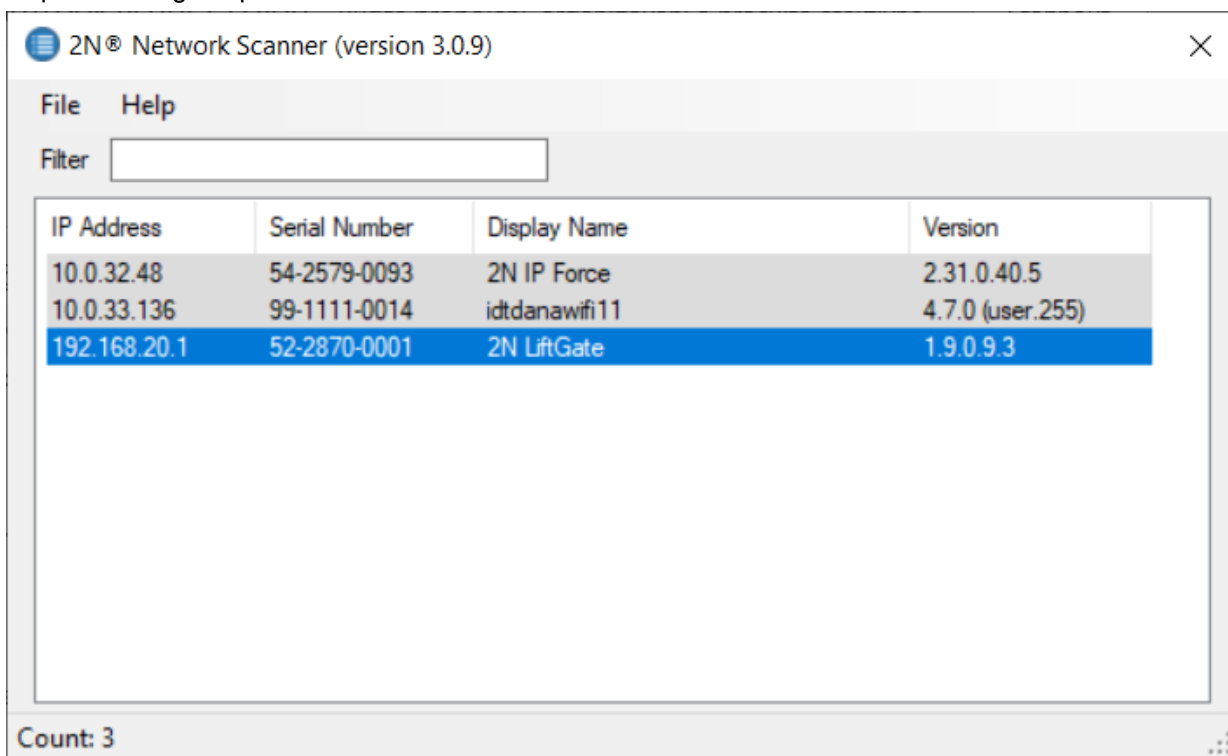 2N® Network Scanner (version 3.0.9)
File Help
Filter
IP Address Serial Number Display Name Version
10.0.32.48 54-2579-0093 2N IP Force 2.31.0.40.5
10.0.33.136 99-1111-0014 idtdanawifi11 4.7.0 (user.255)
192.168.20.1 52-2870-0001 2N LiftGate 1.9.0.9.3
Count: 3